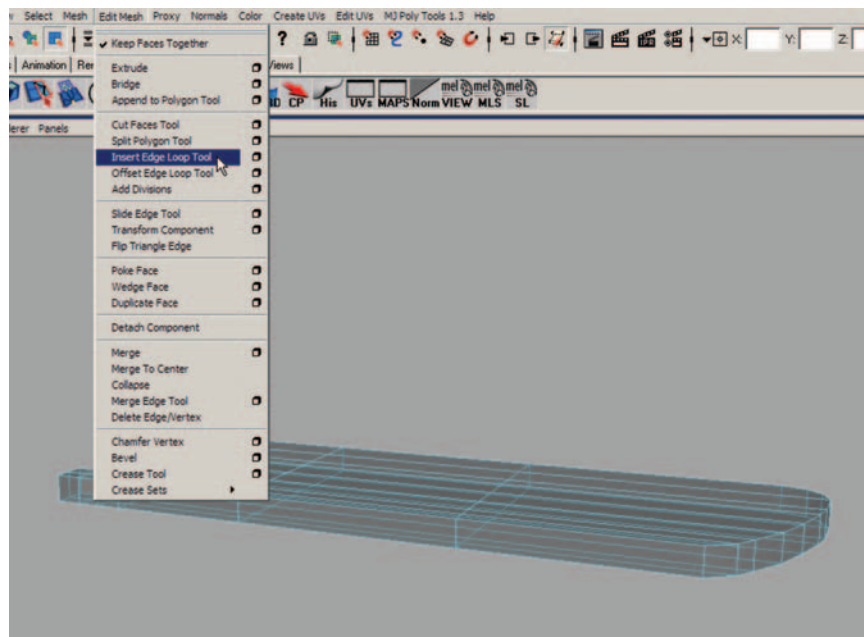 Select Mesh Edit Mesh Proxy Normals Color Create UVs Edit UVs MJ Poly Tools 1.3 Help
Keep Faces Together
? X: Y: Z:
Animation Views
Extrude
Bridge
CP His UVs MAPS Norm mel VIEW mel MLS mel SL
Append to Polygon Tool
Cut Faces Tool
Panels
Split Polygon Tool
Insert Edge Loop Tool
Offset Edge Loop Tool
Add Divisions
Slide Edge Tool
Transform Component
Flip Triangle Edge
Poke Face
Wedge Face
Duplicate Face
Detach Component
Merge
Merge To Center
Collapse
Merge Edge Tool
Delete Edge/Vertex
Chamfer Vertex
Bevel
Crease Tool
Crease Sets